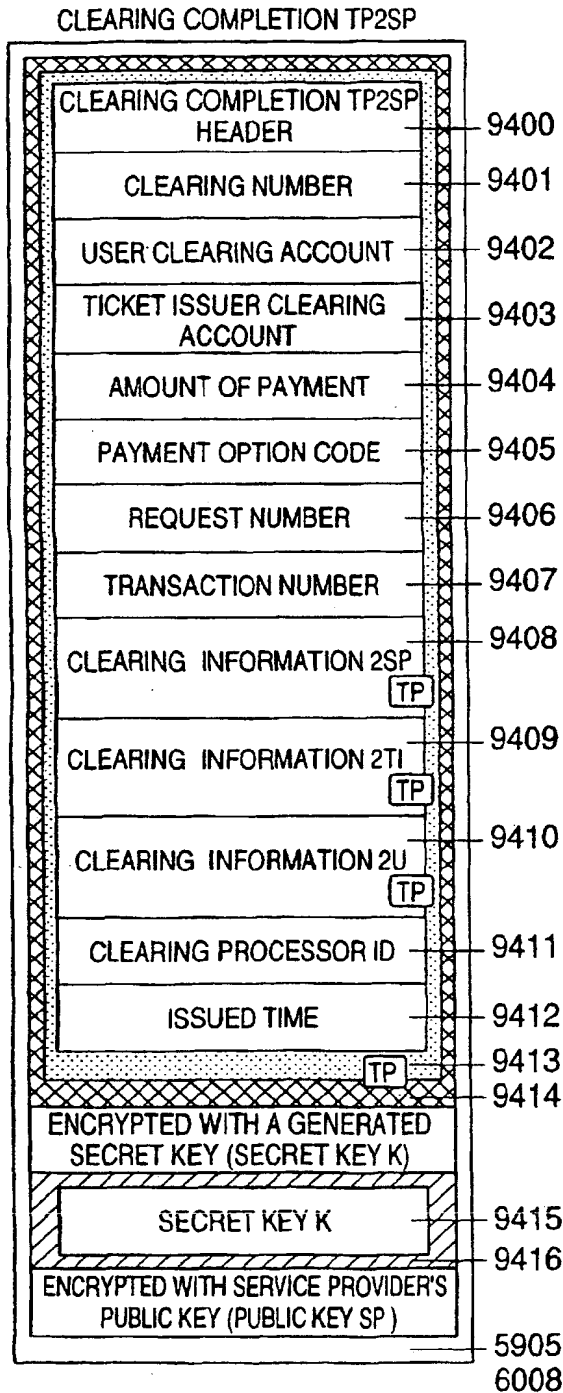 CLEARING COMPLETION TP2SP
CLEARING COMPLETION TP2SP
HEADER
9400
CLEARING NUMBER
9401
USER CLEARING ACCOUNT
9402
TICKET ISSUER CLEARING
ACCOUNT
9403
AMOUNT OF PAYMENT
9404
PAYMENT OPTION CODE
9405
REQUEST NUMBER
9406
TRANSACTION NUMBER
9407
9408
CLEARING INFORMATION 2SP
TP
9409
CLEARING INFORMATION 2TI
TP
9410
CLEARING INFORMATION 2U
TP
CLEARING PROCESSOR ID
9411
ISSUED TIME
9412
TP
9413
9414
ENCRYPTED WITH A GENERATED
SECRET KEY (SECRET KEY K)
SECRET KEY K
9415
9416
ENCRYPTED WITH SERVICE PROVIDER'S
PUBLIC KEY (PUBLIC KEY SP)
5905
6008